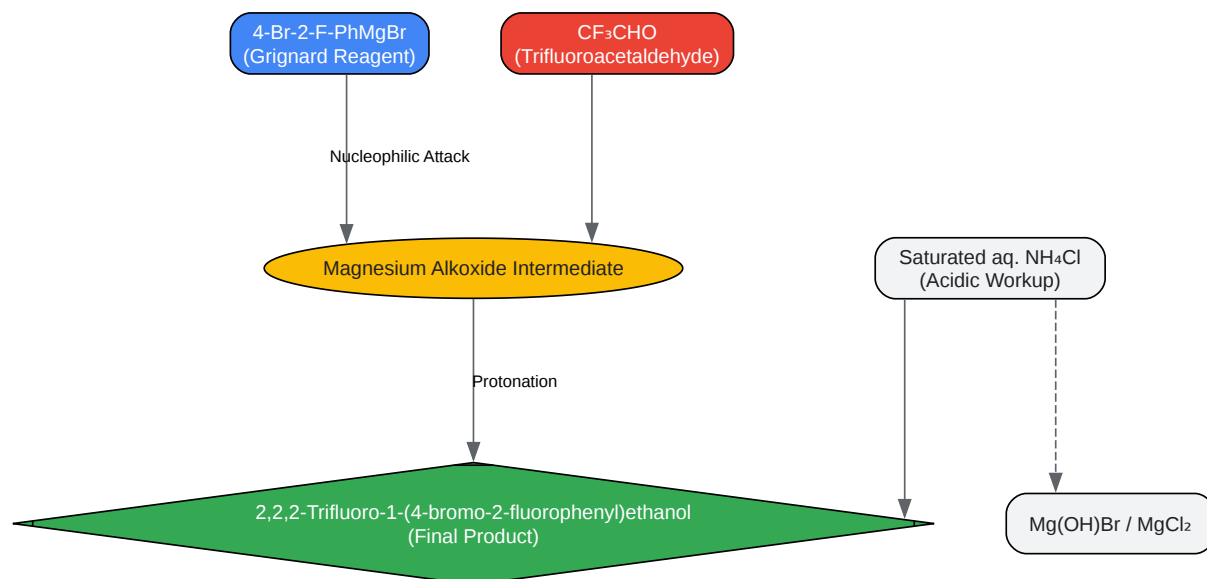 4-Br-2-F-PhMgBr
(Grignard Reagent)
CF₃CHO
(Trifluoroacetaldehyde)
Nucleophilic Attack
Magnesium Alkoxide Intermediate
Saturated aq. NH₄Cl
(Acidic Workup)
Protonation
2,2,2-Trifluoro-1-(4-bromo-2-fluorophenyl)ethanol
(Final Product)
Mg(OH)Br / MgCl₂